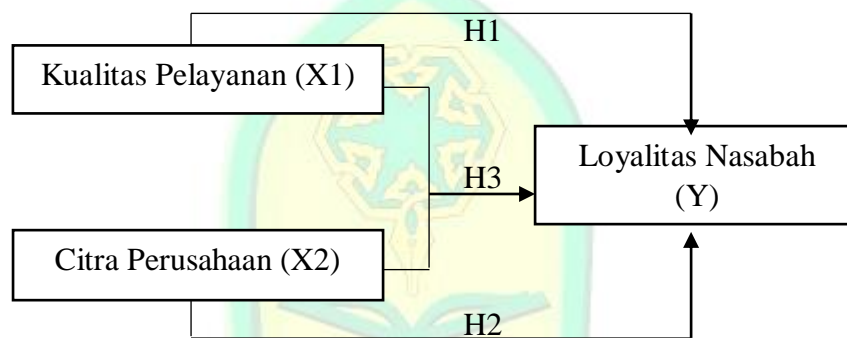 H1
Kualitas Pelayanan (X1)
Loyalitas Nasabah
(Y)
H3
Citra Perusahaan (X2)
H2